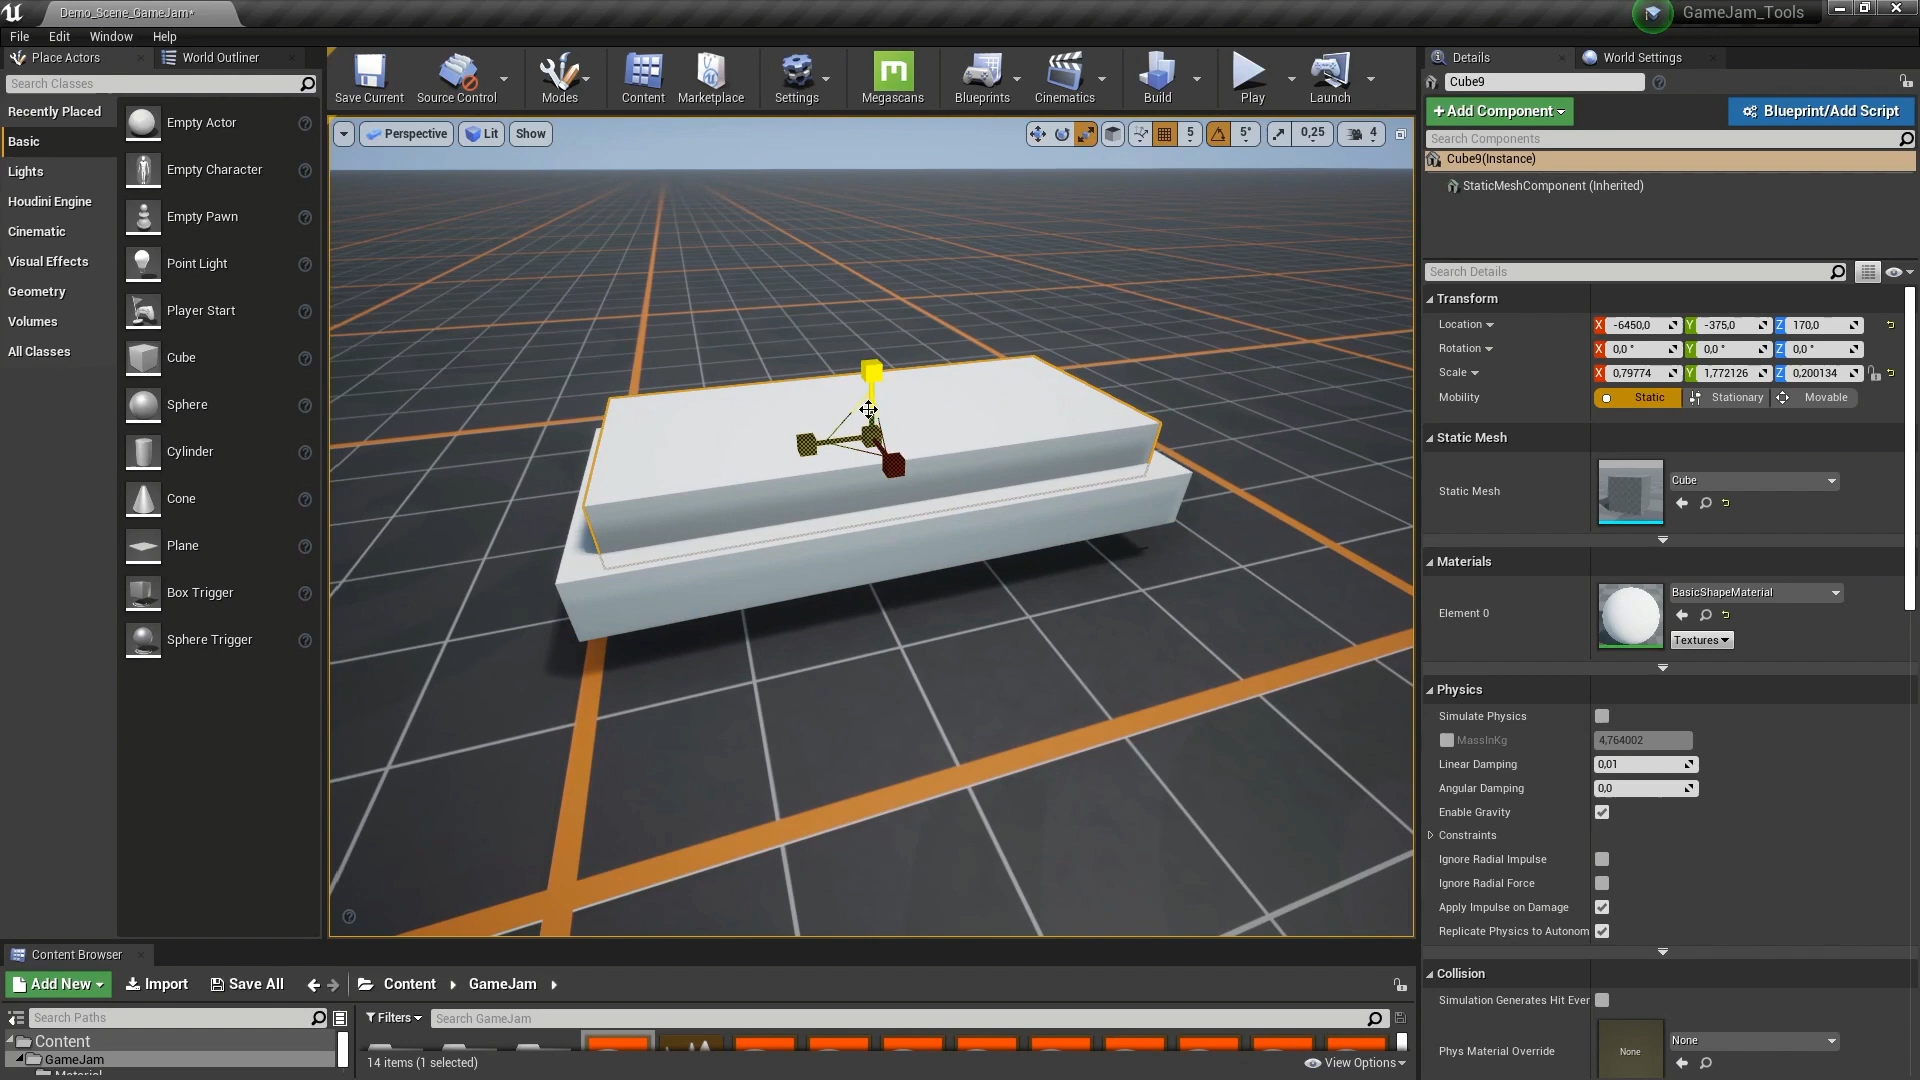 Demo_Scene_GameJam*
GameJam_Tools
File Edit Window Help
Place Actors
World Outliner
Search Classes
Recently Placed
Basic
Lights
Houdini Engine
Cinematic
Visual Effects
Geometry
Volumes
All Classes
Empty Actor
Empty Character
Empty Pawn
Point Light
Player Start
Cube
Sphere
Cylinder
Cone
Plane
Box Trigger
Sphere Trigger
Save Current
Source Control
Modes
Content
Marketplace
Settings
Megascans
Blueprints
Cinematics
Build
Play
Launch
Perspective
Lit
Show
5
5°
0,25
4
Details
World Settings
Cube9
+Add Component
Blueprint/Add Script
Search Components
Cube9(Instance)
StaticMeshComponent (Inherited)
Search Details
Transform
Location X -6450,0 Y -375,0 Z 170,0
Rotation X 0,0 ° Y 0,0 ° Z 0,0 °
Scale X 0,79774 Y 1,772126 Z 0,200134
Mobility Static Stationary Movable
Static Mesh
Static Mesh
Cube
Materials
Element 0
BasicShapeMaterial
Textures
Physics
Simulate Physics
MassInKg 4,764002
Linear Damping 0,01
Angular Damping 0,0
Enable Gravity
Constraints
Ignore Radial Impulse
Ignore Radial Force
Apply Impulse on Damage
Replicate Physics to Autonom
Collision
Simulation Generates Hit Ever
Phys Material Override
None
None
Content Browser
Add New
Import
Save All
Content
GameJam
Search Paths
Content
GameJam
Material
Filters
Search GameJam
14 items (1 selected)
View Options